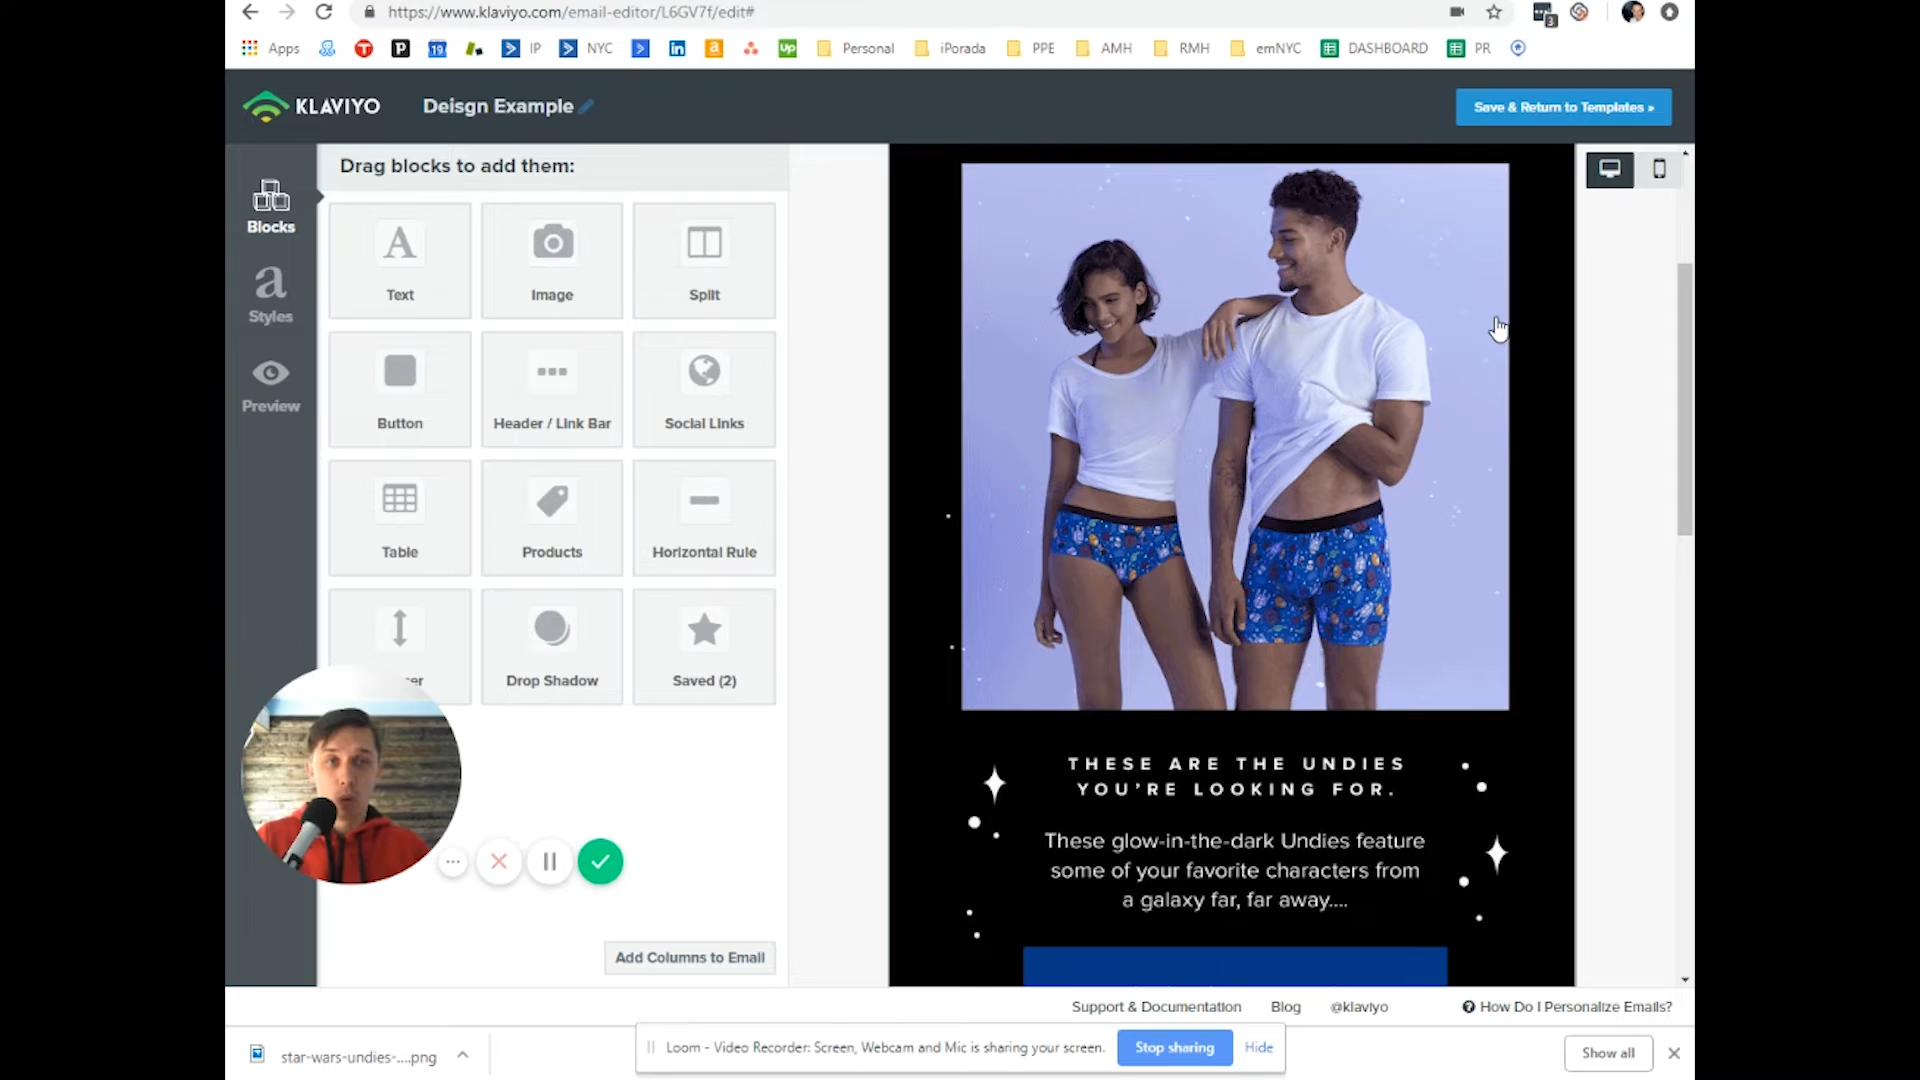 https://www.klaviyo.com/email-editor/L6GV7f/edit#
3
Apps
19
IP
NYC
in
a
up
Personal
iPorada
PPE
AMH
RMH
emNYC
DASHBOARD
PR
KLAVIYO
Deisgn Example
Save & Return to Templates »
Drag blocks to add them:
Blocks
Styles
Preview
Text
Image
Split
Button
Header / Link Bar
Social Links
Table
Products
Horizontal Rule
Drop Shadow
Saved (2)
Add Columns to Email
THESE ARE THE UNDIES
YOU'RE LOOKING FOR.
These glow-in-the-dark Undies feature
some of your favorite characters from
a galaxy far, far away....
Support & Documentation
Blog
@klaviyo
How Do I Personalize Emails?
star-wars-undies-....png
Loom - Video Recorder: Screen, Webcam and Mic is sharing your screen.
Stop sharing
Hide
Show all